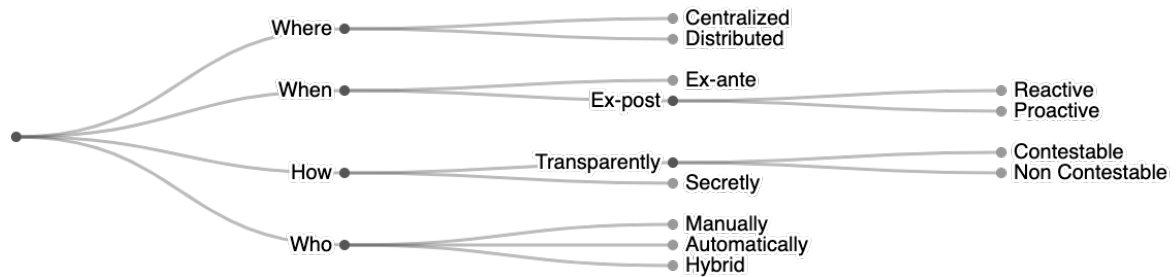 Where
Centralized
Distributed
When
Ex-ante
Ex-post
Reactive
Proactive
How
Transparently
Contestable
Non Contestable
Secretly
Who
Manually
Automatically
Hybrid